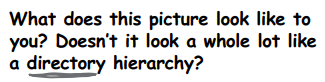 What does this picture look like to
you? Doesn't it look a whole lot like
a directory hierarchy?